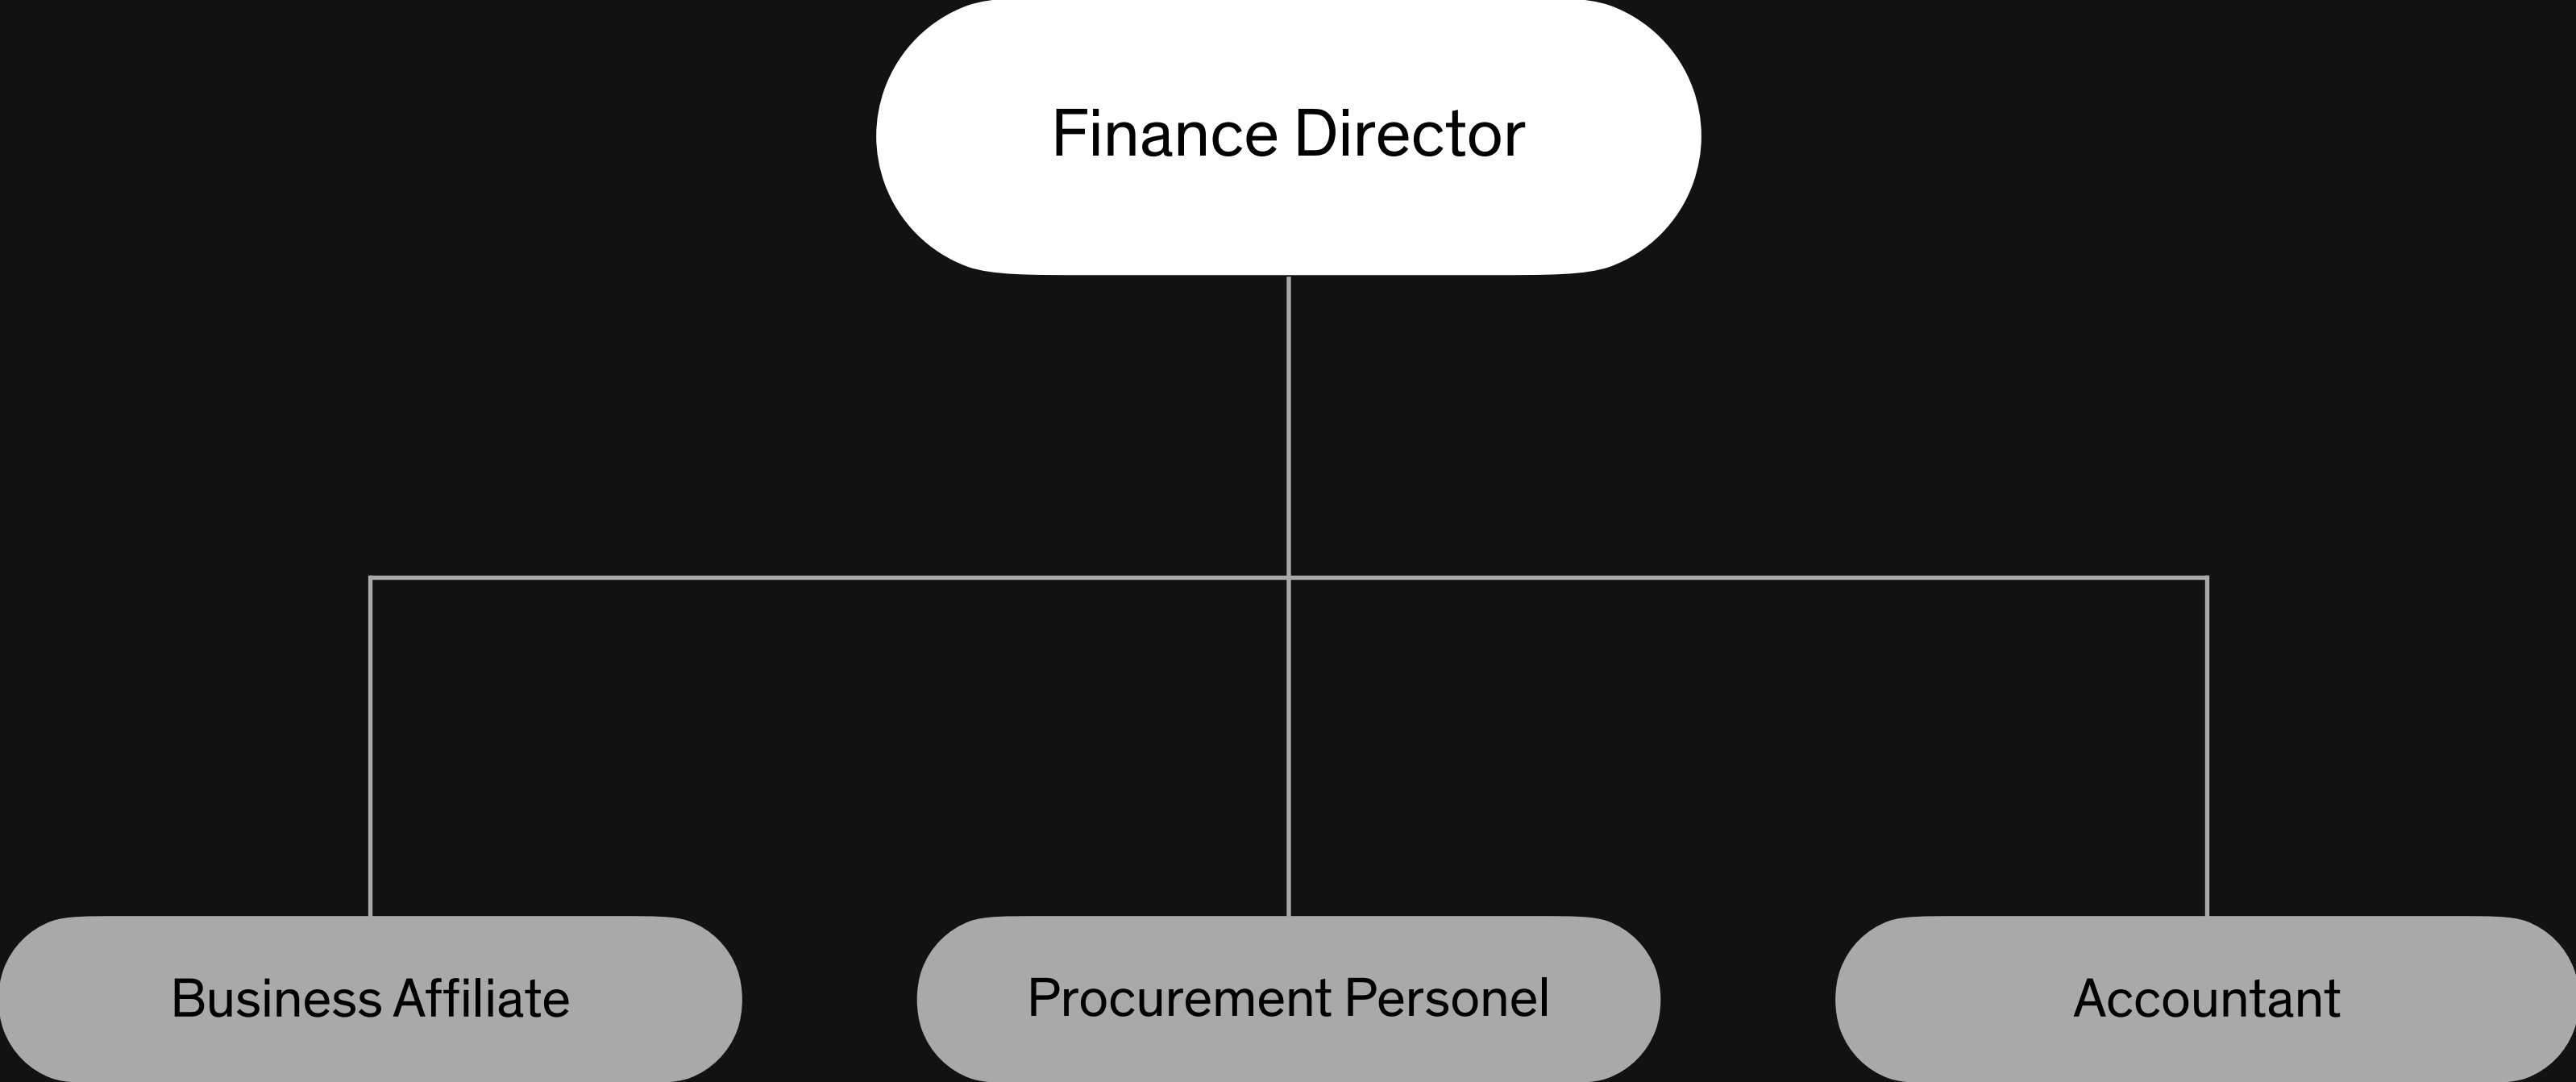 Finance Director
Business Affiliate
Procurement Personel
Accountant